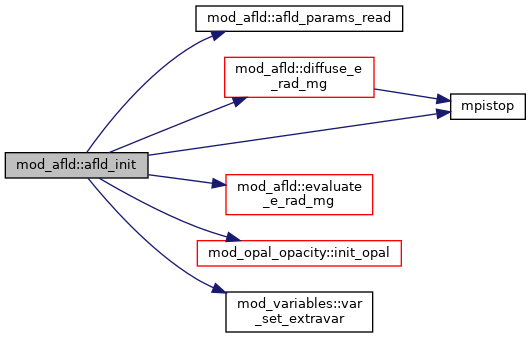 mod_afld::afld_params_read
mod_afld::diffuse_e
_rad_mg
mpistop
mod_afld::afld_init
mod_afld::evaluate
_e_rad_mg
mod_opal_opacity::init_opal
mod_variables::var
_set_extravar